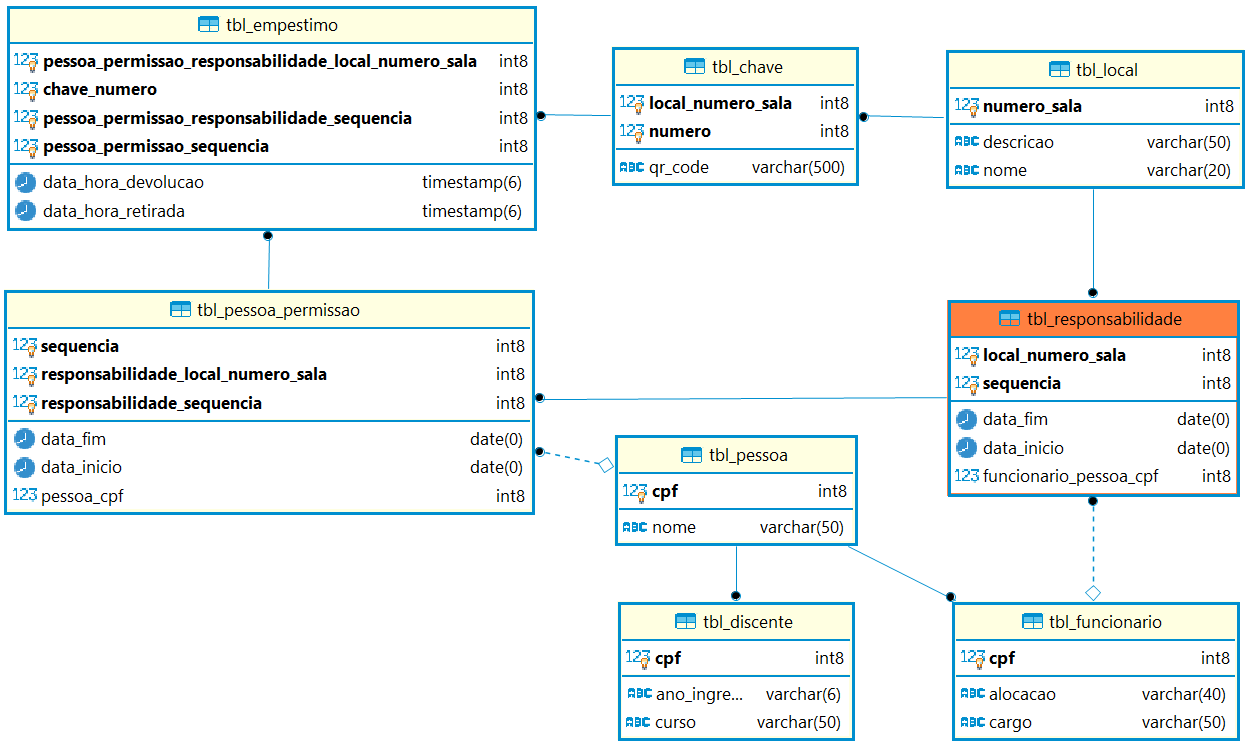 tbl_empestimo
123 pessoa_permissao_responsabilidade_local_numero_sala int8
123 chave_numero int8
123 pessoa_permissao_responsabilidade_sequencia int8
123 pessoa_permissao_sequencia int8
data_hora_devolucao timestamp(6)
data_hora_retirada timestamp(6)
tbl_chave
123 local_numero_sala int8
123 numero int8
ABC qr_code varchar(500)
tbl_local
123 numero_sala int8
ABC descricao varchar(50)
ABC nome varchar(20)
tbl_pessoa_permissao
123 sequencia int8
123 responsabilidade_local_numero_sala int8
123 responsabilidade_sequencia int8
data_fim date(0)
data_inicio date(0)
123 pessoa_cpf int8
tbl_responsabilidade
123 local_numero_sala int8
123 sequencia int8
data_fim date(0)
data_inicio date(0)
123 funcionario_pessoa_cpf int8
tbl_pessoa
123 cpf int8
ABC nome varchar(50)
tbl_discente
123 cpf int8
ABC ano_ingre... varchar(6)
ABC curso varchar(50)
tbl_funcionario
123 cpf int8
ABC alocacao varchar(40)
ABC cargo varchar(50)